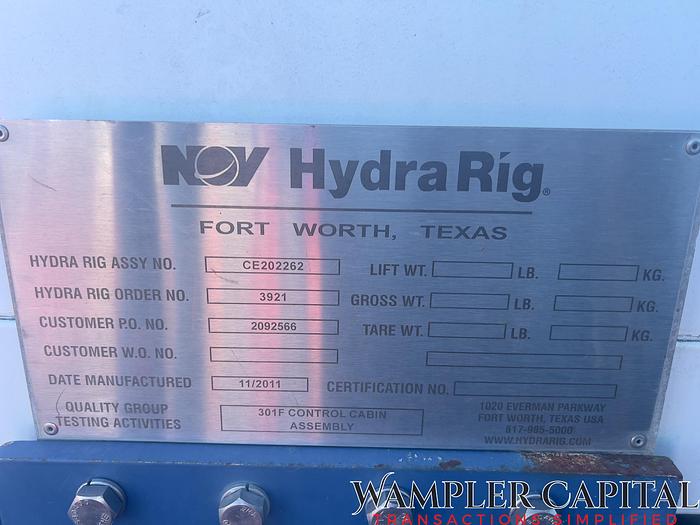 NOV HydraRig®
FORT WORTH, TEXAS
HYDRA RIG ASSY NO. CE202262 LIFT WT. LB. KG.
HYDRA RIG ORDER NO. 3921 GROSS WT. LB. KG.
CUSTOMER P.O. NO. 2092566 TARE WT. LB. KG.
CUSTOMER W.O. NO.
DATE MANUFACTURED 11/2011 CERTIFICATION NO.
QUALITY GROUP
TESTING ACTIVITIES
301F CONTROL CABIN
ASSEMBLY
1020 EVERMAN PARKWAY
FORT WORTH, TEXAS USA
817-985-5000
WWW.HYDRARIG.COM
WAMPLER CAPITAL
TRANSACTIONS SIMPLIFIED